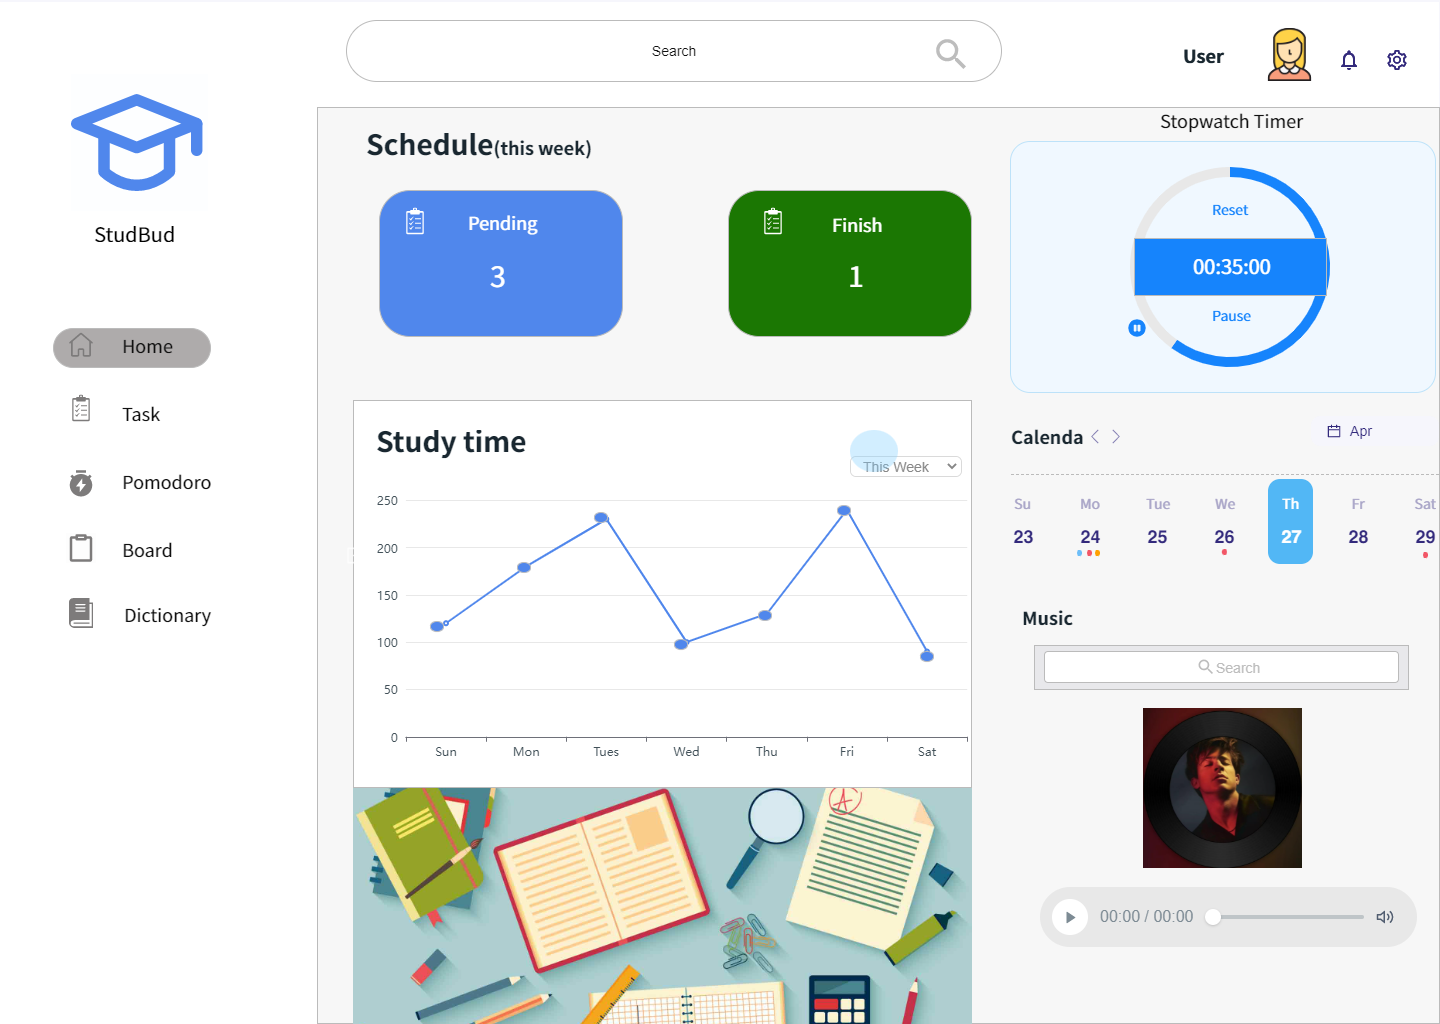 Search
User
StudBud
Home
Task
Pomodoro
Board
Dictionary
Schedule(this week)
Pending
3
Finish
1
Stopwatch Timer
Reset
00:35:00
Pause
Study time
This Week
250
200
150
100
50
0
Sun Mon Tues Wed Thu Fri Sat
Calenda
Apr
Su Mo Tue We Th Fr Sat
23 24 25 26 27 28 29
Music
Search
00:00 / 00:00
A